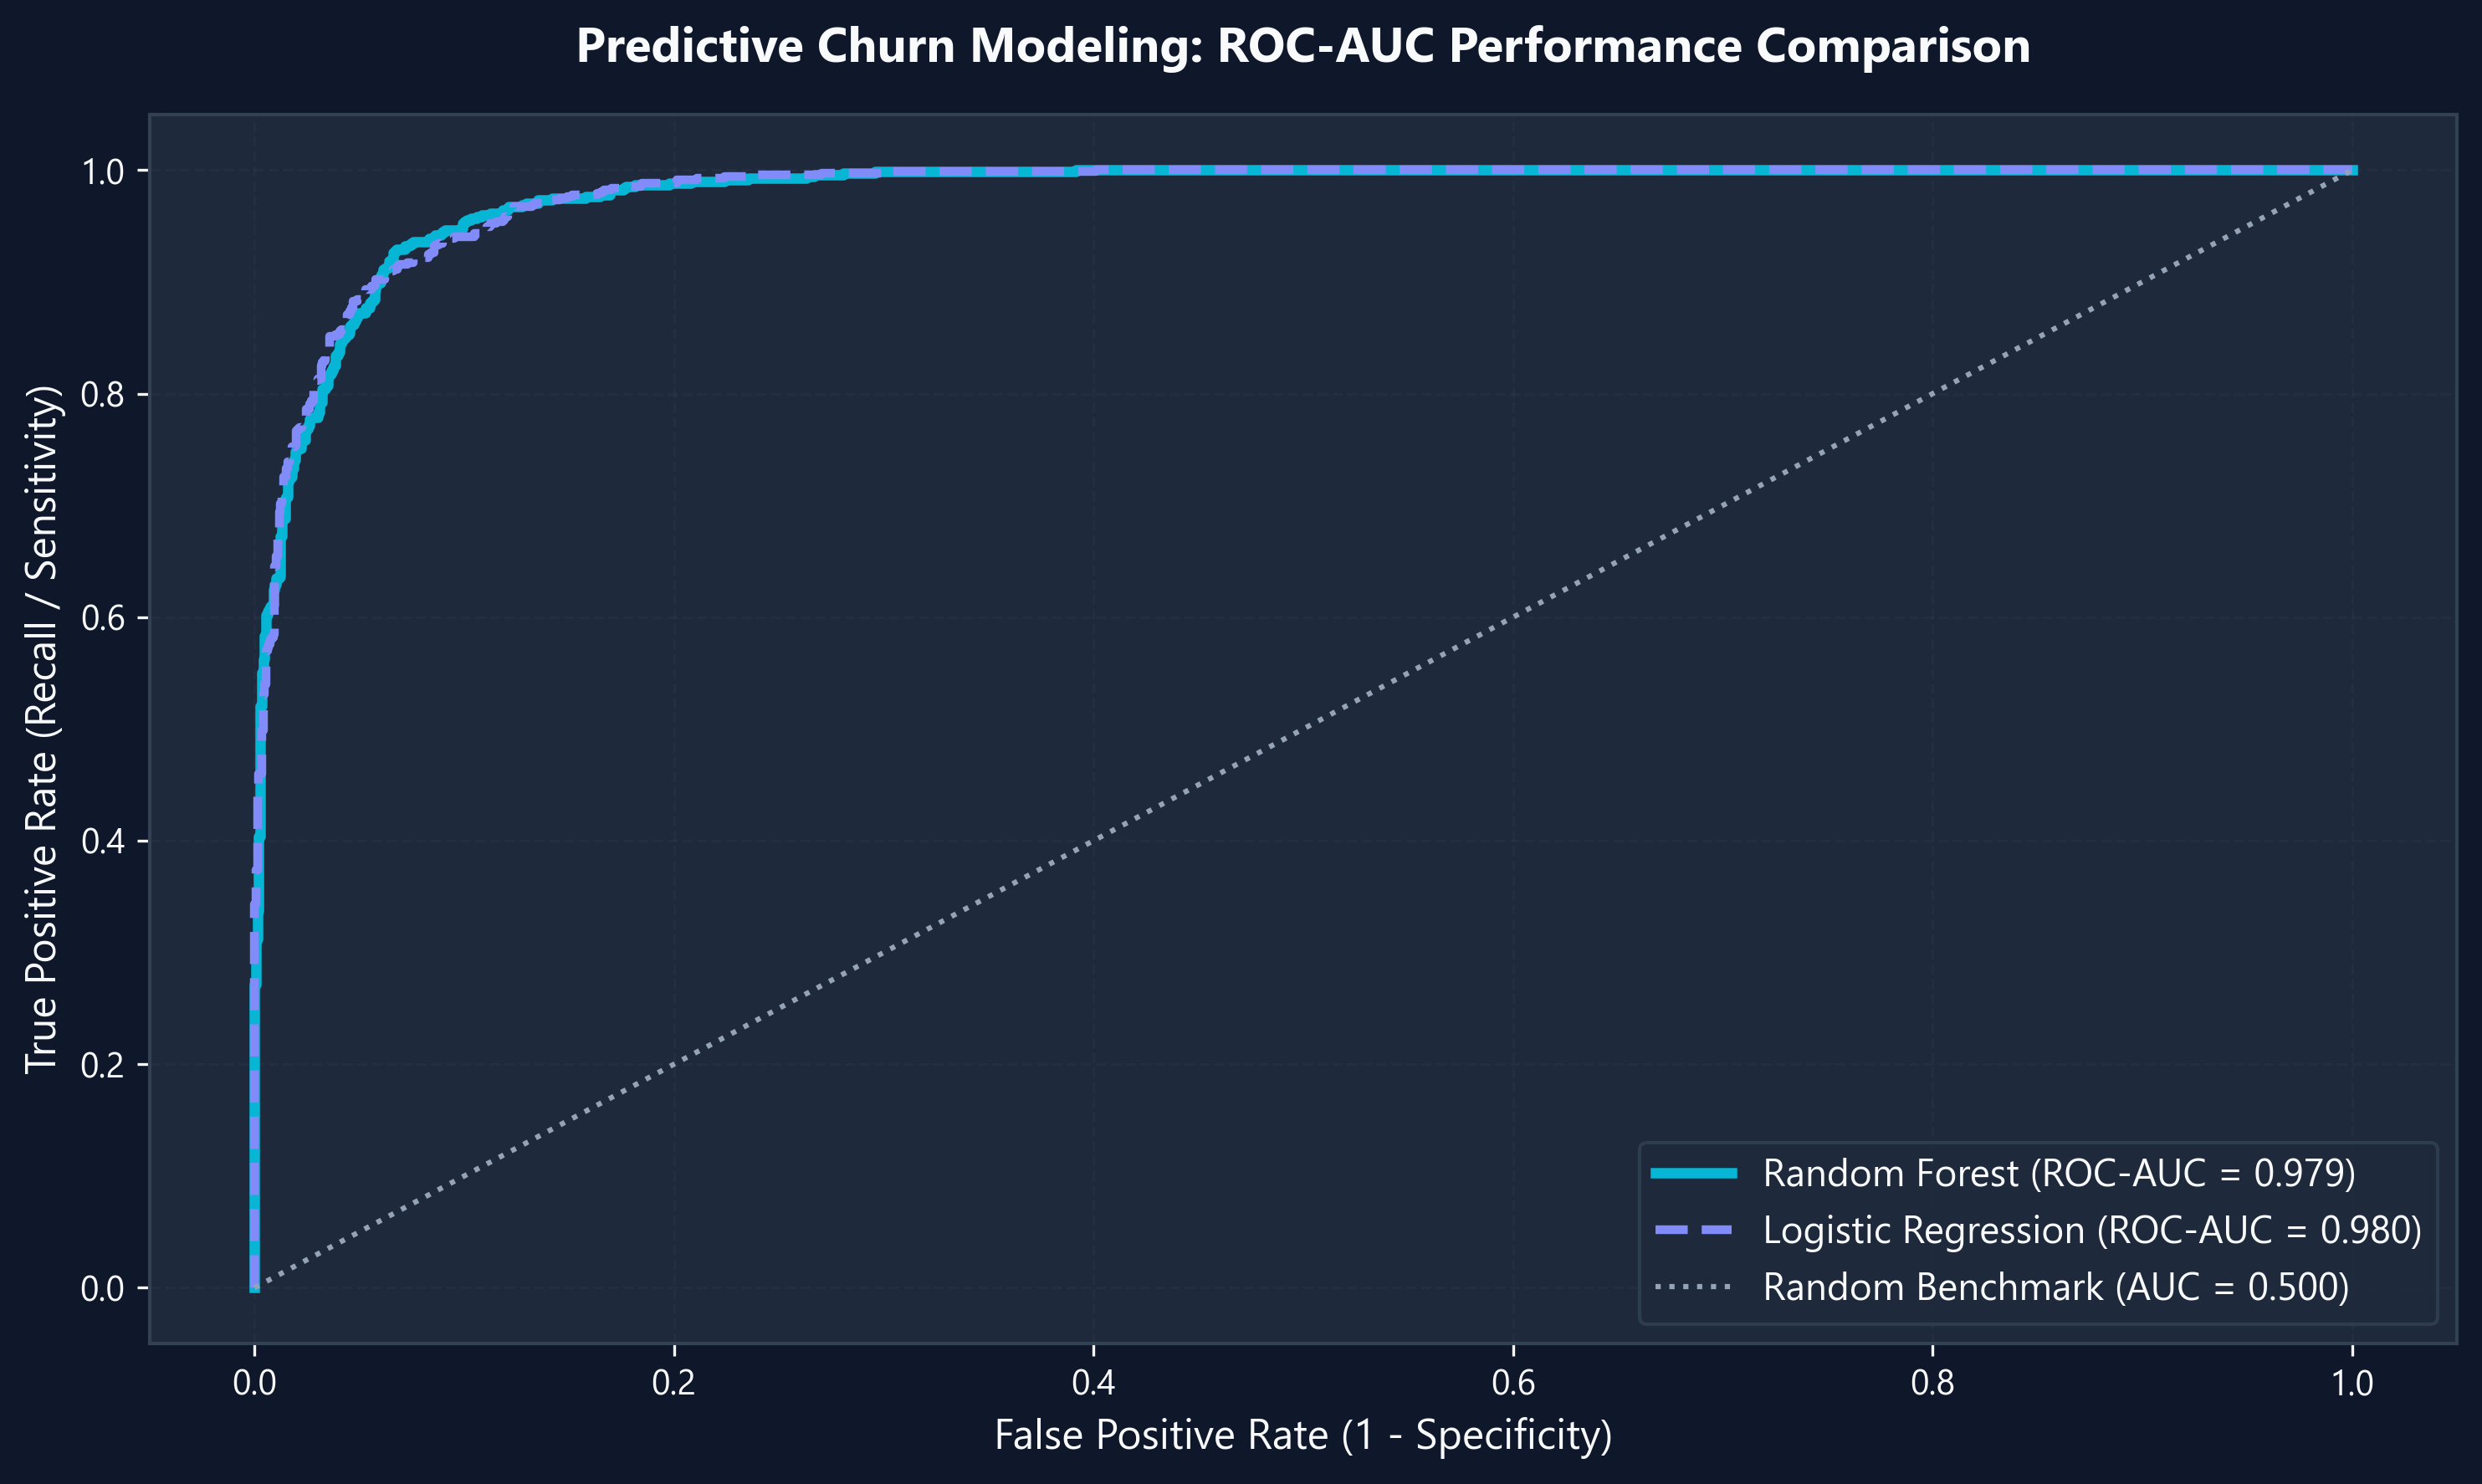 Predictive Churn Modeling: ROC-AUC Performance Comparison
True Positive Rate (Recall / Sensitivity)
1.0
0.8
0.6
0.4
0.2
0.0
Random Forest (ROC-AUC = 0.979)
Logistic Regression (ROC-AUC = 0.980)
Random Benchmark (AUC = 0.500)
0.0 0.2 0.4 0.6 0.8 1.0
False Positive Rate (1 - Specificity)